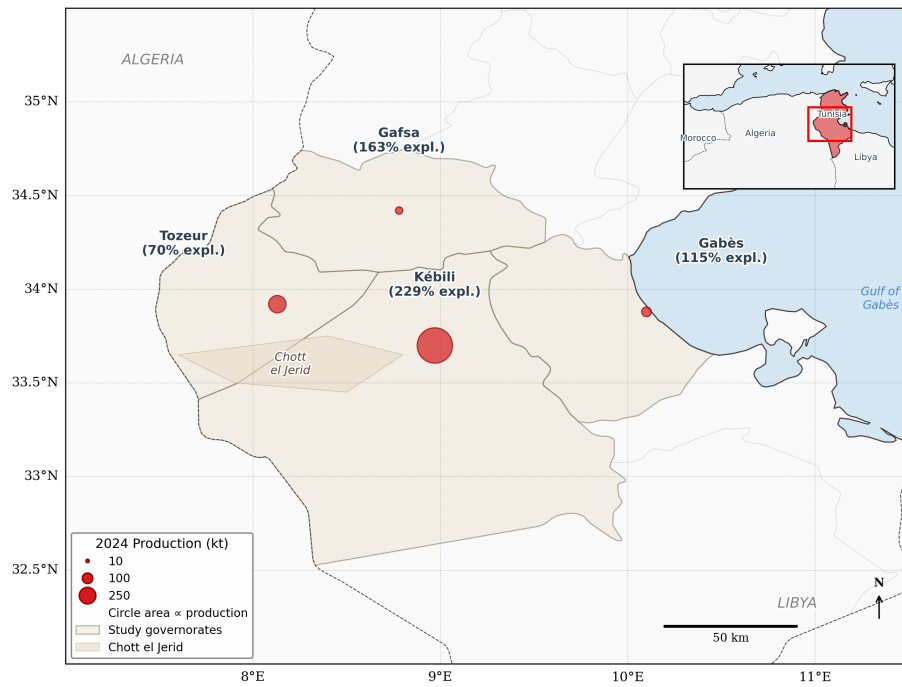 ALGERIA
35°N
34.5°N
34°N
33.5°N
33°N
32.5°N
Gafsa
(163% expl.)
Tozeur
(70% expl.)
Kébili
(229% expl.)
Gabès
(115% expl.)
Chott
el Jerid
Gulf of
Gabès
Morocco
Algeria
Tunisia
Libya
2024 Production (kt)
10
100
250
Circle area ∝ production
Study governorates
Chott el Jerid
LIBYA
N
50 km
8°E
9°E
10°E
11°E